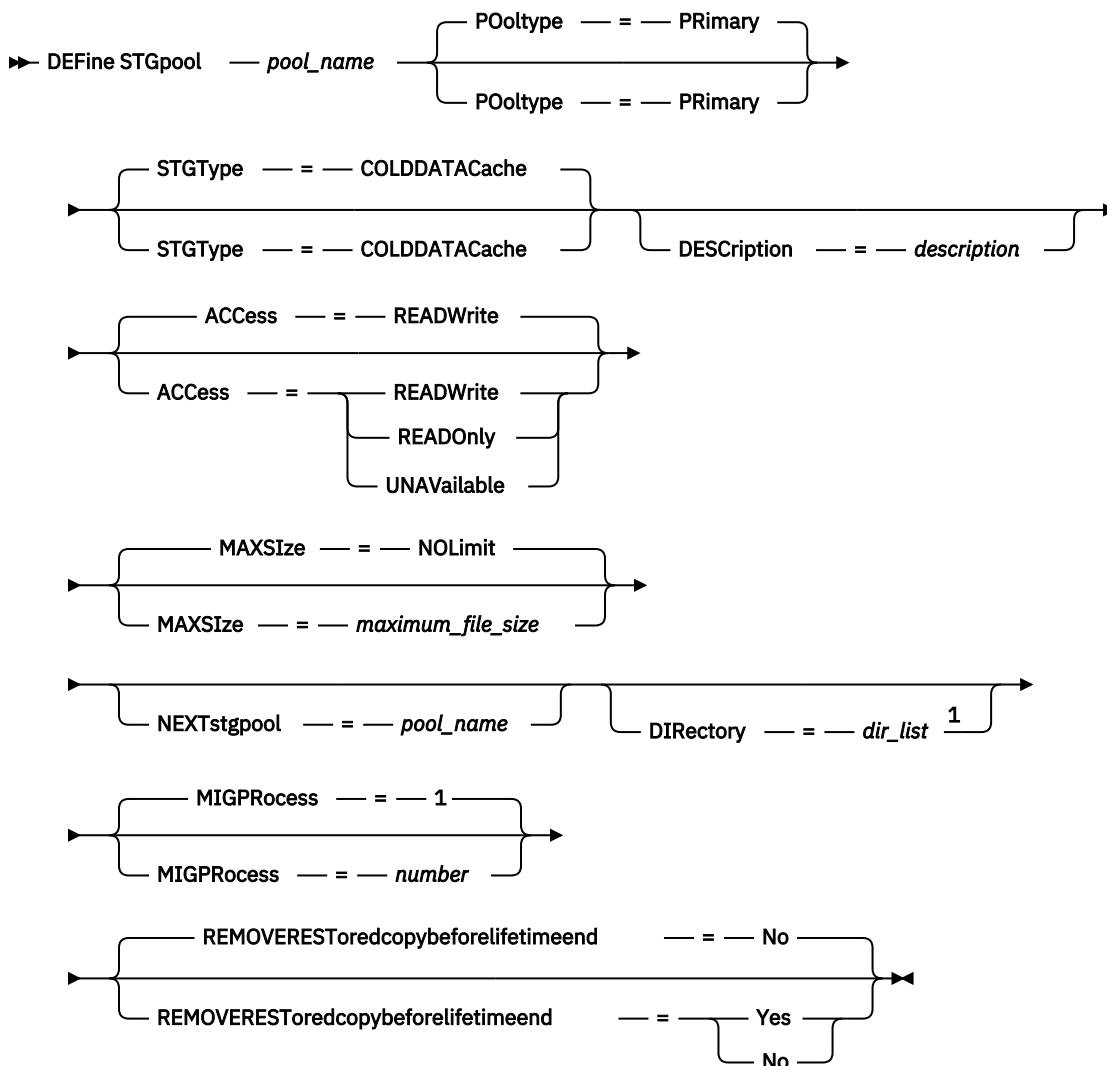 POoltype = PRimary
DEFine STGpool pool_name
POoltype = PRimary
STGType = COLDDATACache
STGType = COLDDATACache
DESCription = description
ACCess = READWrite
ACCess = READWrite
READOnly
UNAVailable
MAXSIze = NOLimit
MAXSIze = maximum_file_size
NEXTstgpool = pool_name
DIRectory = dir_list 1
MIGPRocess = 1
MIGPRocess = number
REMOVERESToredcopybeforelifetimeend = No
REMOVERESToredcopybeforelifetimeend = Yes
No